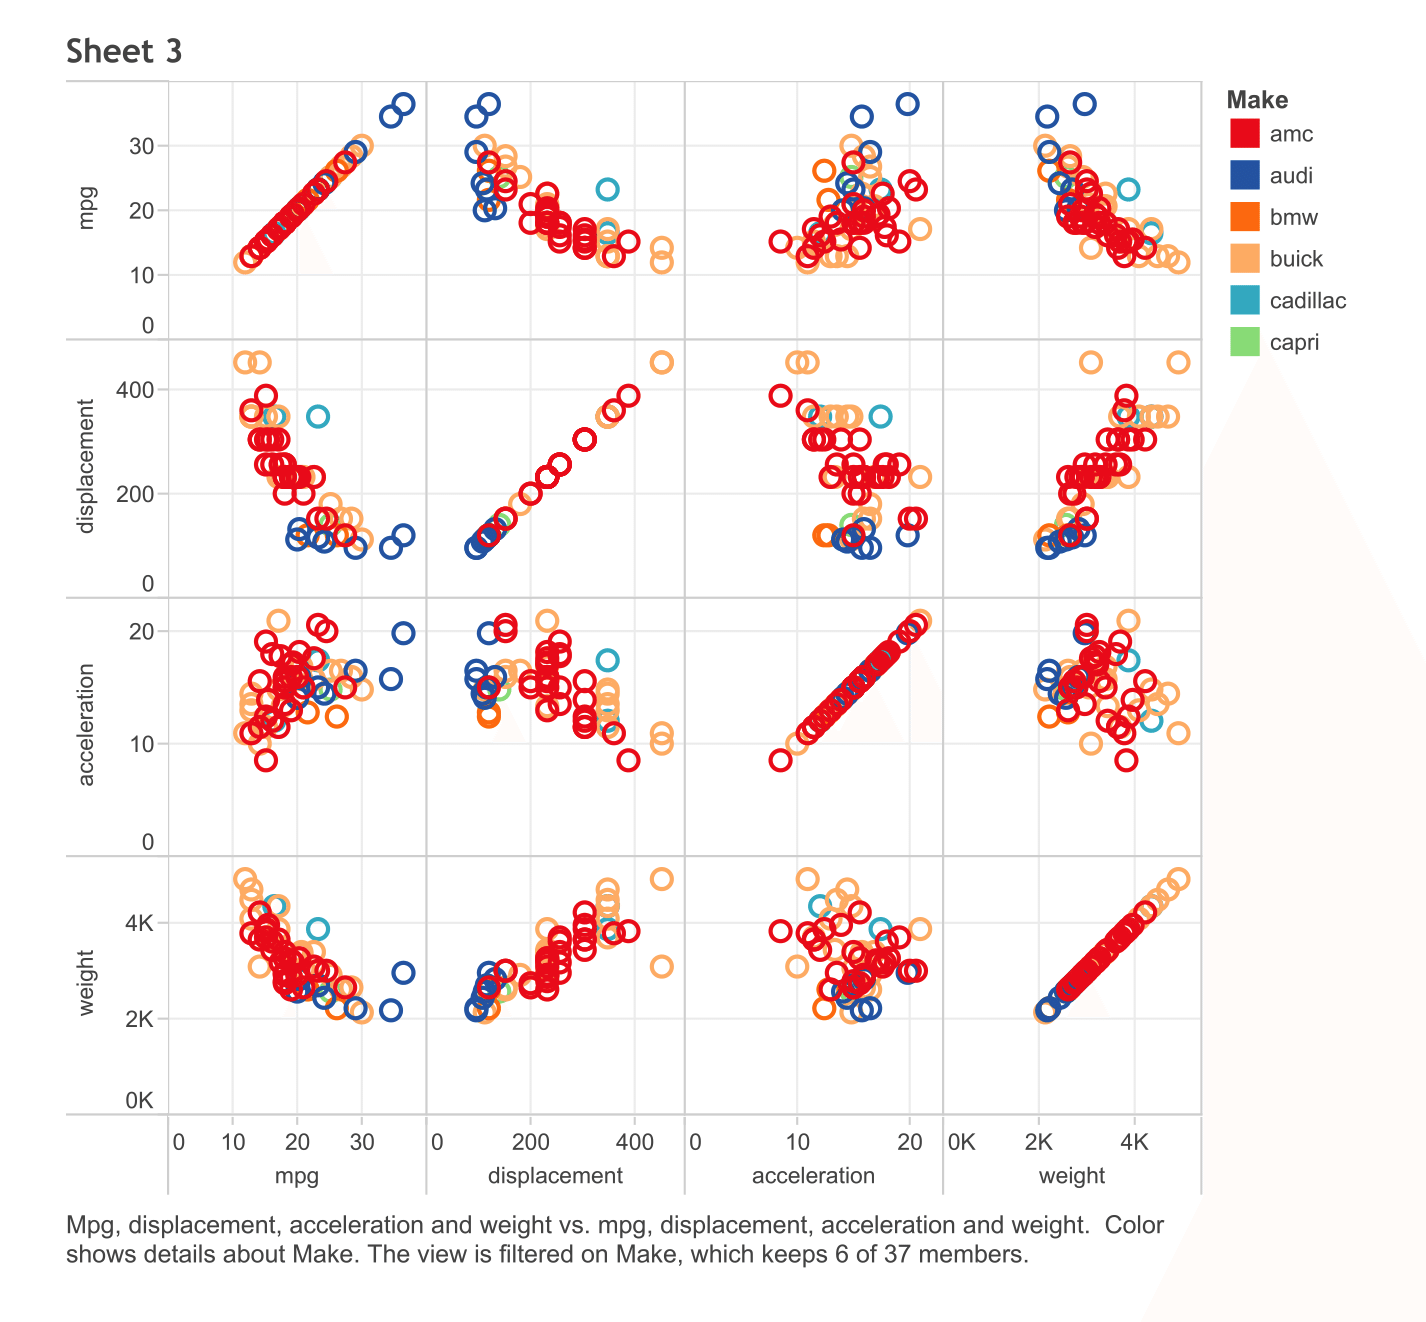 Sheet 3
Make
amc
audi
bmw
buick
cadillac
capri
mpg
30
20
10
0
displacement
400
200
0
acceleration
20
10
0
weight
4K
2K
0K
0 10 20 30 0 200 400 0 10 20 0K 2K 4K
mpg displacement acceleration weight
Mpg, displacement, acceleration and weight vs. mpg, displacement, acceleration and weight.  Color
shows details about Make. The view is filtered on Make, which keeps 6 of 37 members.